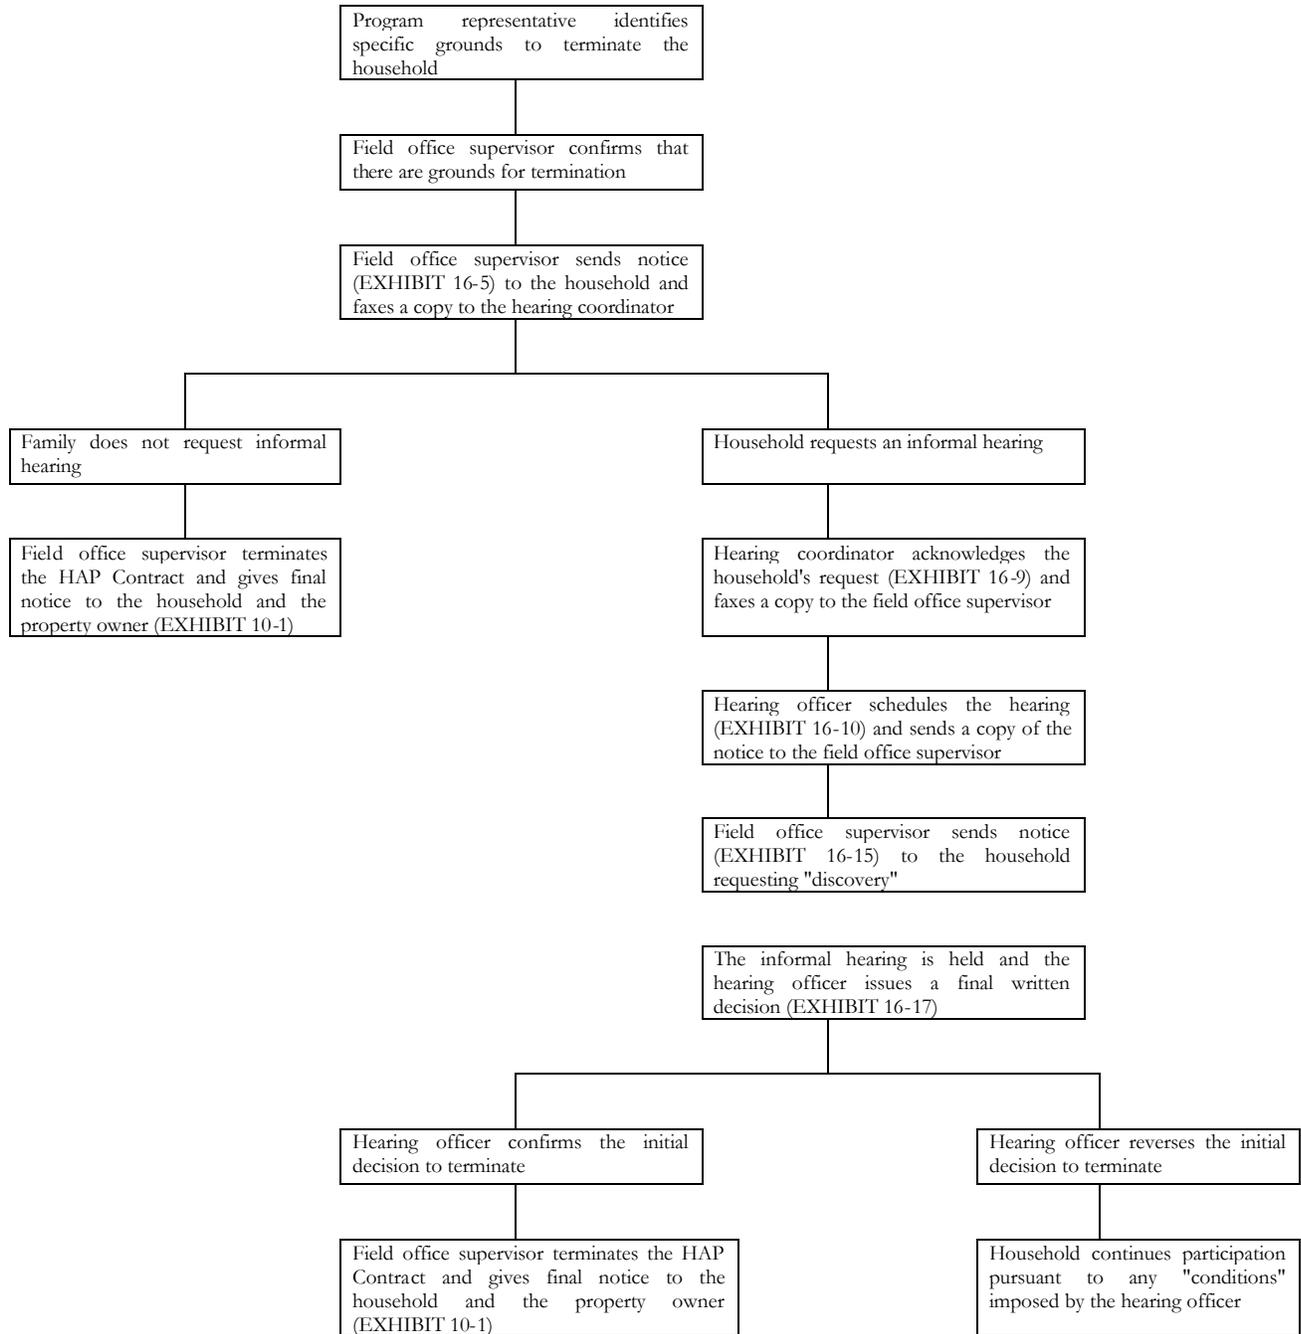 Program representative identifies
specific grounds to terminate the
household
Field office supervisor confirms that
there are grounds for termination
Field office supervisor sends notice
(EXHIBIT 16-5) to the household and
faxes a copy to the hearing coordinator
Family does not request informal
hearing
Household requests an informal hearing
Field office supervisor terminates
the HAP Contract and gives final
notice to the household and the
property owner (EXHIBIT 10-1)
Hearing coordinator acknowledges the
household's request (EXHIBIT 16-9) and
faxes a copy to the field office supervisor
Hearing officer schedules the hearing
(EXHIBIT 16-10) and sends a copy of the
notice to the field office supervisor
Field office supervisor sends notice
(EXHIBIT 16-15) to the household
requesting "discovery"
The informal hearing is held and the
hearing officer issues a final written
decision (EXHIBIT 16-17)
Hearing officer confirms the initial
decision to terminate
Hearing officer reverses the initial
decision to terminate
Field office supervisor terminates the HAP
Contract and gives final notice to the
household and the property owner
(EXHIBIT 10-1)
Household continues participation
pursuant to any "conditions"
imposed by the hearing officer